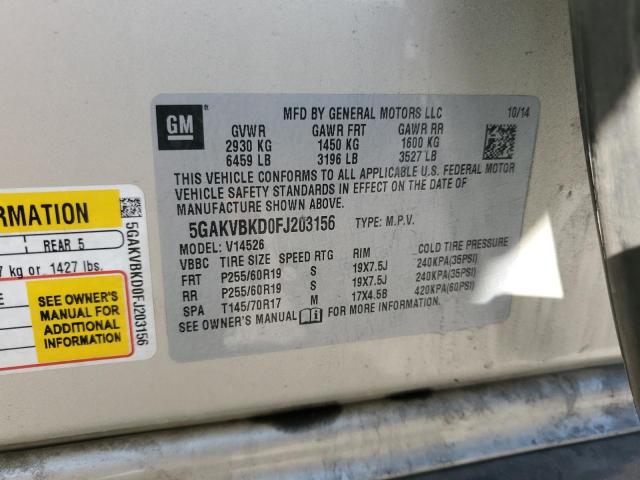 GM
MFD BY GENERAL MOTORS LLC 10/14
GVWR GAWR FRT GAWR RR
2930 KG 1450 KG 1600 KG
6459 LB 3196 LB 3527 LB
THIS VEHICLE CONFORMS TO ALL APPLICABLE U.S. FEDERAL MOTOR
VEHICLE SAFETY STANDARDS IN EFFECT ON THE DATE OF
MANUFACTURE SHOWN ABOVE.
5GAKVBKD0FJ203156 TYPE: M.P.V.
MODEL: V14526
VBBC TIRE SIZE SPEED RTG RIM COLD TIRE PRESSURE
FRT P255/60R19 S 19X7.5J 240KPA(35PSI)
RR P255/60R19 S 19X7.5J 240KPA(35PSI)
SPA T145/70R17 M 17X4.5B 420KPA(60PSI)
SEE OWNER'S MANUAL i FOR MORE INFORMATION.
ORMATION
REAR 5
kg or 1427 lbs.
SEE OWNER'S
MANUAL FOR
ADDITIONAL
INFORMATION
5GAKVBKD0FJ203156